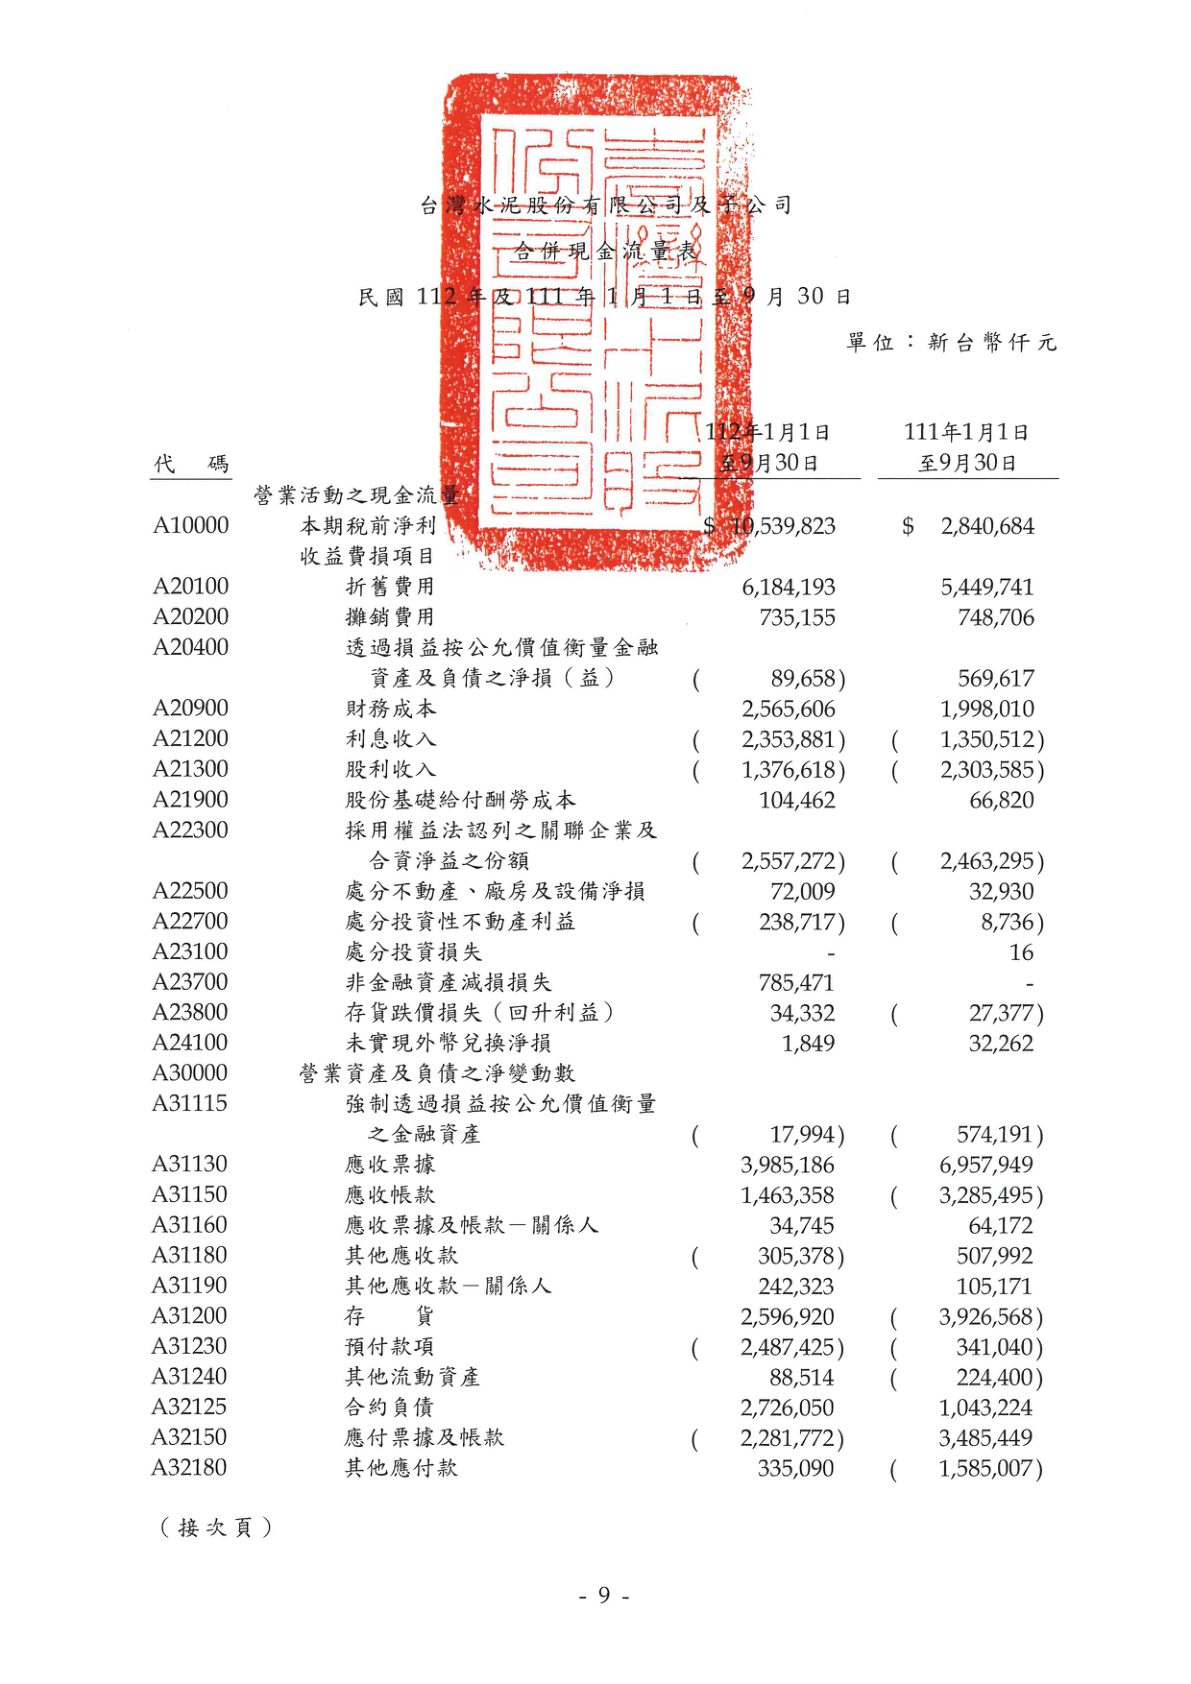 台灣水泥股份有限公司及子公司
合併現金流量表
民國 112 年及 111 年 1 月 1 日至 9 月 30 日
單位：新台幣仟元
112年1月1日 111年1月1日
代 碼 至9月30日 至9月30日
營業活動之現金流量
A10000 本期稅前淨利 $ 10,539,823 $ 2,840,684
收益費損項目
A20100 折舊費用 6,184,193 5,449,741
A20200 攤銷費用 735,155 748,706
A20400 透過損益按公允價值衡量金融
資產及負債之淨損（益） ( 89,658) 569,617
A20900 財務成本 2,565,606 1,998,010
A21200 利息收入 ( 2,353,881) ( 1,350,512)
A21300 股利收入 ( 1,376,618) ( 2,303,585)
A21900 股份基礎給付酬勞成本 104,462 66,820
A22300 採用權益法認列之關聯企業及
合資淨益之份額 ( 2,557,272) ( 2,463,295)
A22500 處分不動產、廠房及設備淨損 72,009 32,930
A22700 處分投資性不動產利益 ( 238,717) ( 8,736)
A23100 處分投資損失 - 16
A23700 非金融資產減損損失 785,471 -
A23800 存貨跌價損失（回升利益） 34,332 ( 27,377)
A24100 未實現外幣兌換淨損 1,849 32,262
A30000 營業資產及負債之淨變動數
A31115 強制透過損益按公允價值衡量
之金融資產 ( 17,994) ( 574,191)
A31130 應收票據 3,985,186 6,957,949
A31150 應收帳款 1,463,358 ( 3,285,495)
A31160 應收票據及帳款－關係人 34,745 64,172
A31180 其他應收款 ( 305,378) 507,992
A31190 其他應收款－關係人 242,323 105,171
A31200 存 貨 2,596,920 ( 3,926,568)
A31230 預付款項 ( 2,487,425) ( 341,040)
A31240 其他流動資產 88,514 ( 224,400)
A32125 合約負債 2,726,050 1,043,224
A32150 應付票據及帳款 ( 2,281,772) 3,485,449
A32180 其他應付款 335,090 ( 1,585,007)
（接次頁）
- 9 -